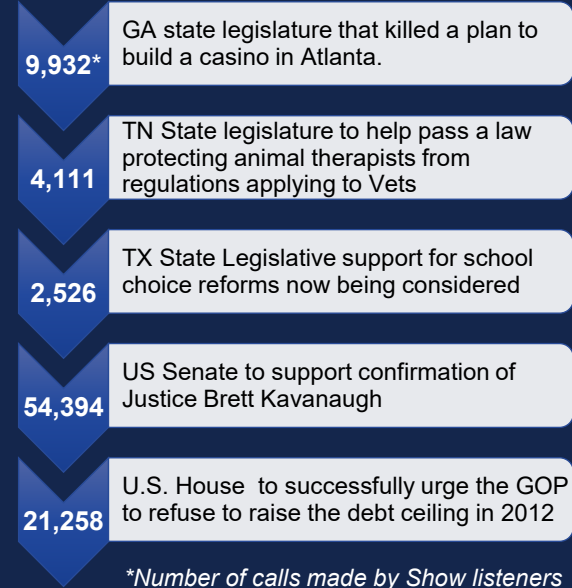 9,932*
GA state legislature that killed a plan to
build a casino in Atlanta.
4,111
TN State legislature to help pass a law
protecting animal therapists from
regulations applying to Vets
2,526
TX State Legislative support for school
choice reforms now being considered
54,394
US Senate to support confirmation of
Justice Brett Kavanaugh
21,258
U.S. House  to successfully urge the GOP
to refuse to raise the debt ceiling in 2012
*Number of calls made by Show listeners